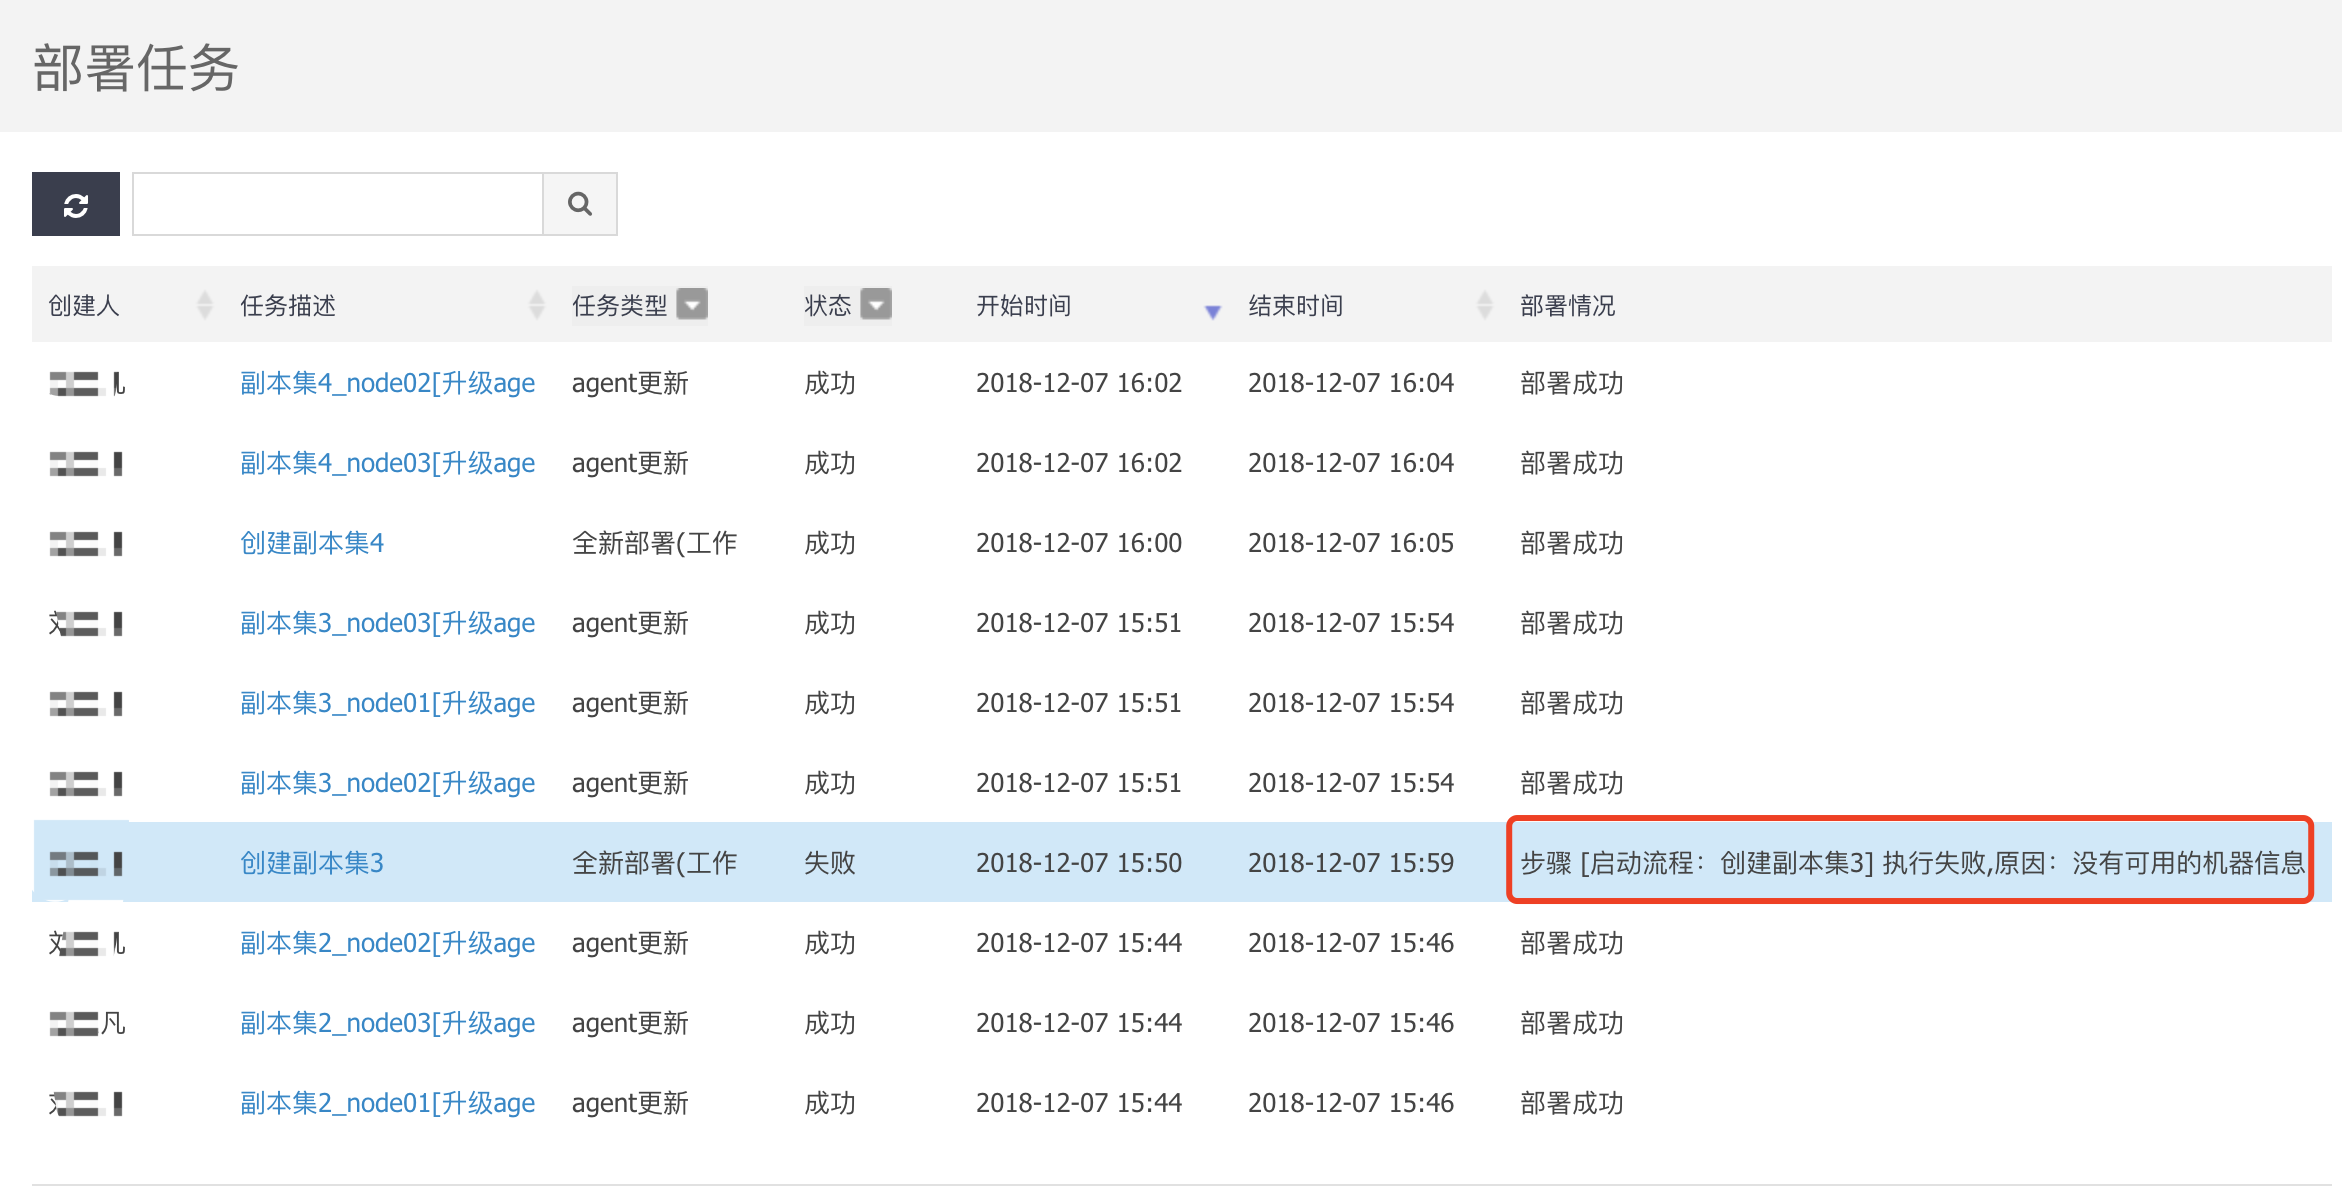 部署任务
创建人 任务描述 任务类型 状态 开始时间 结束时间 部署情况
副本集4_node02[升级age agent更新 成功 2018-12-07 16:02 2018-12-07 16:04 部署成功
副本集4_node03[升级age agent更新 成功 2018-12-07 16:02 2018-12-07 16:04 部署成功
创建副本集4 全新部署(工作 成功 2018-12-07 16:00 2018-12-07 16:05 部署成功
副本集3_node03[升级age agent更新 成功 2018-12-07 15:51 2018-12-07 15:54 部署成功
副本集3_node01[升级age agent更新 成功 2018-12-07 15:51 2018-12-07 15:54 部署成功
副本集3_node02[升级age agent更新 成功 2018-12-07 15:51 2018-12-07 15:54 部署成功
创建副本集3 全新部署(工作 失败 2018-12-07 15:50 2018-12-07 15:59 步骤 [启动流程：创建副本集3] 执行失败,原因：没有可用的机器信息
副本集2_node02[升级age agent更新 成功 2018-12-07 15:44 2018-12-07 15:46 部署成功
凡 副本集2_node03[升级age agent更新 成功 2018-12-07 15:44 2018-12-07 15:46 部署成功
副本集2_node01[升级age agent更新 成功 2018-12-07 15:44 2018-12-07 15:46 部署成功